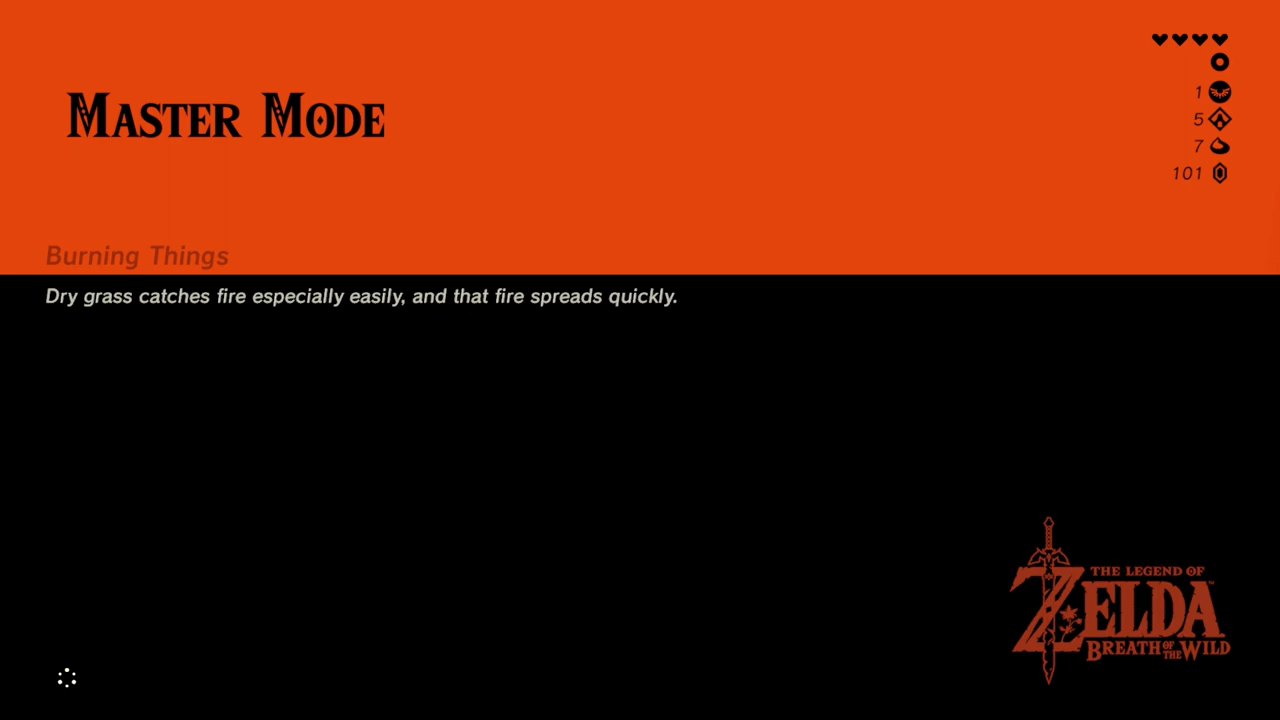 Master Mode
1
5
7
101
Burning Things
Dry grass catches fire especially easily, and that fire spreads quickly.
THE LEGEND OF
ZELDA™
BREATH OF THE WILD